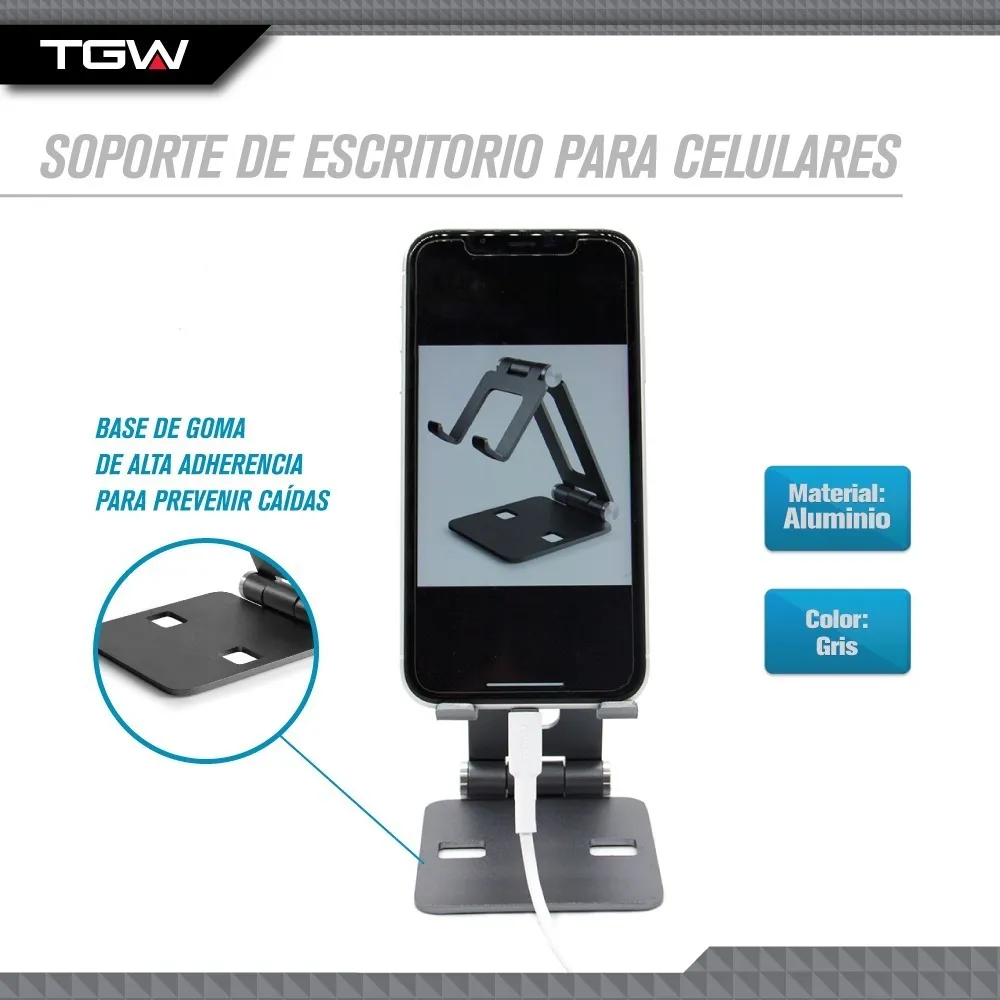 TGW
SOPORTE DE ESCRITORIO PARA CELULARES
BASE DE GOMA
DE ALTA ADHERENCIA
PARA PREVENIR CAÍDAS
Material:
Aluminio
Color:
Gris